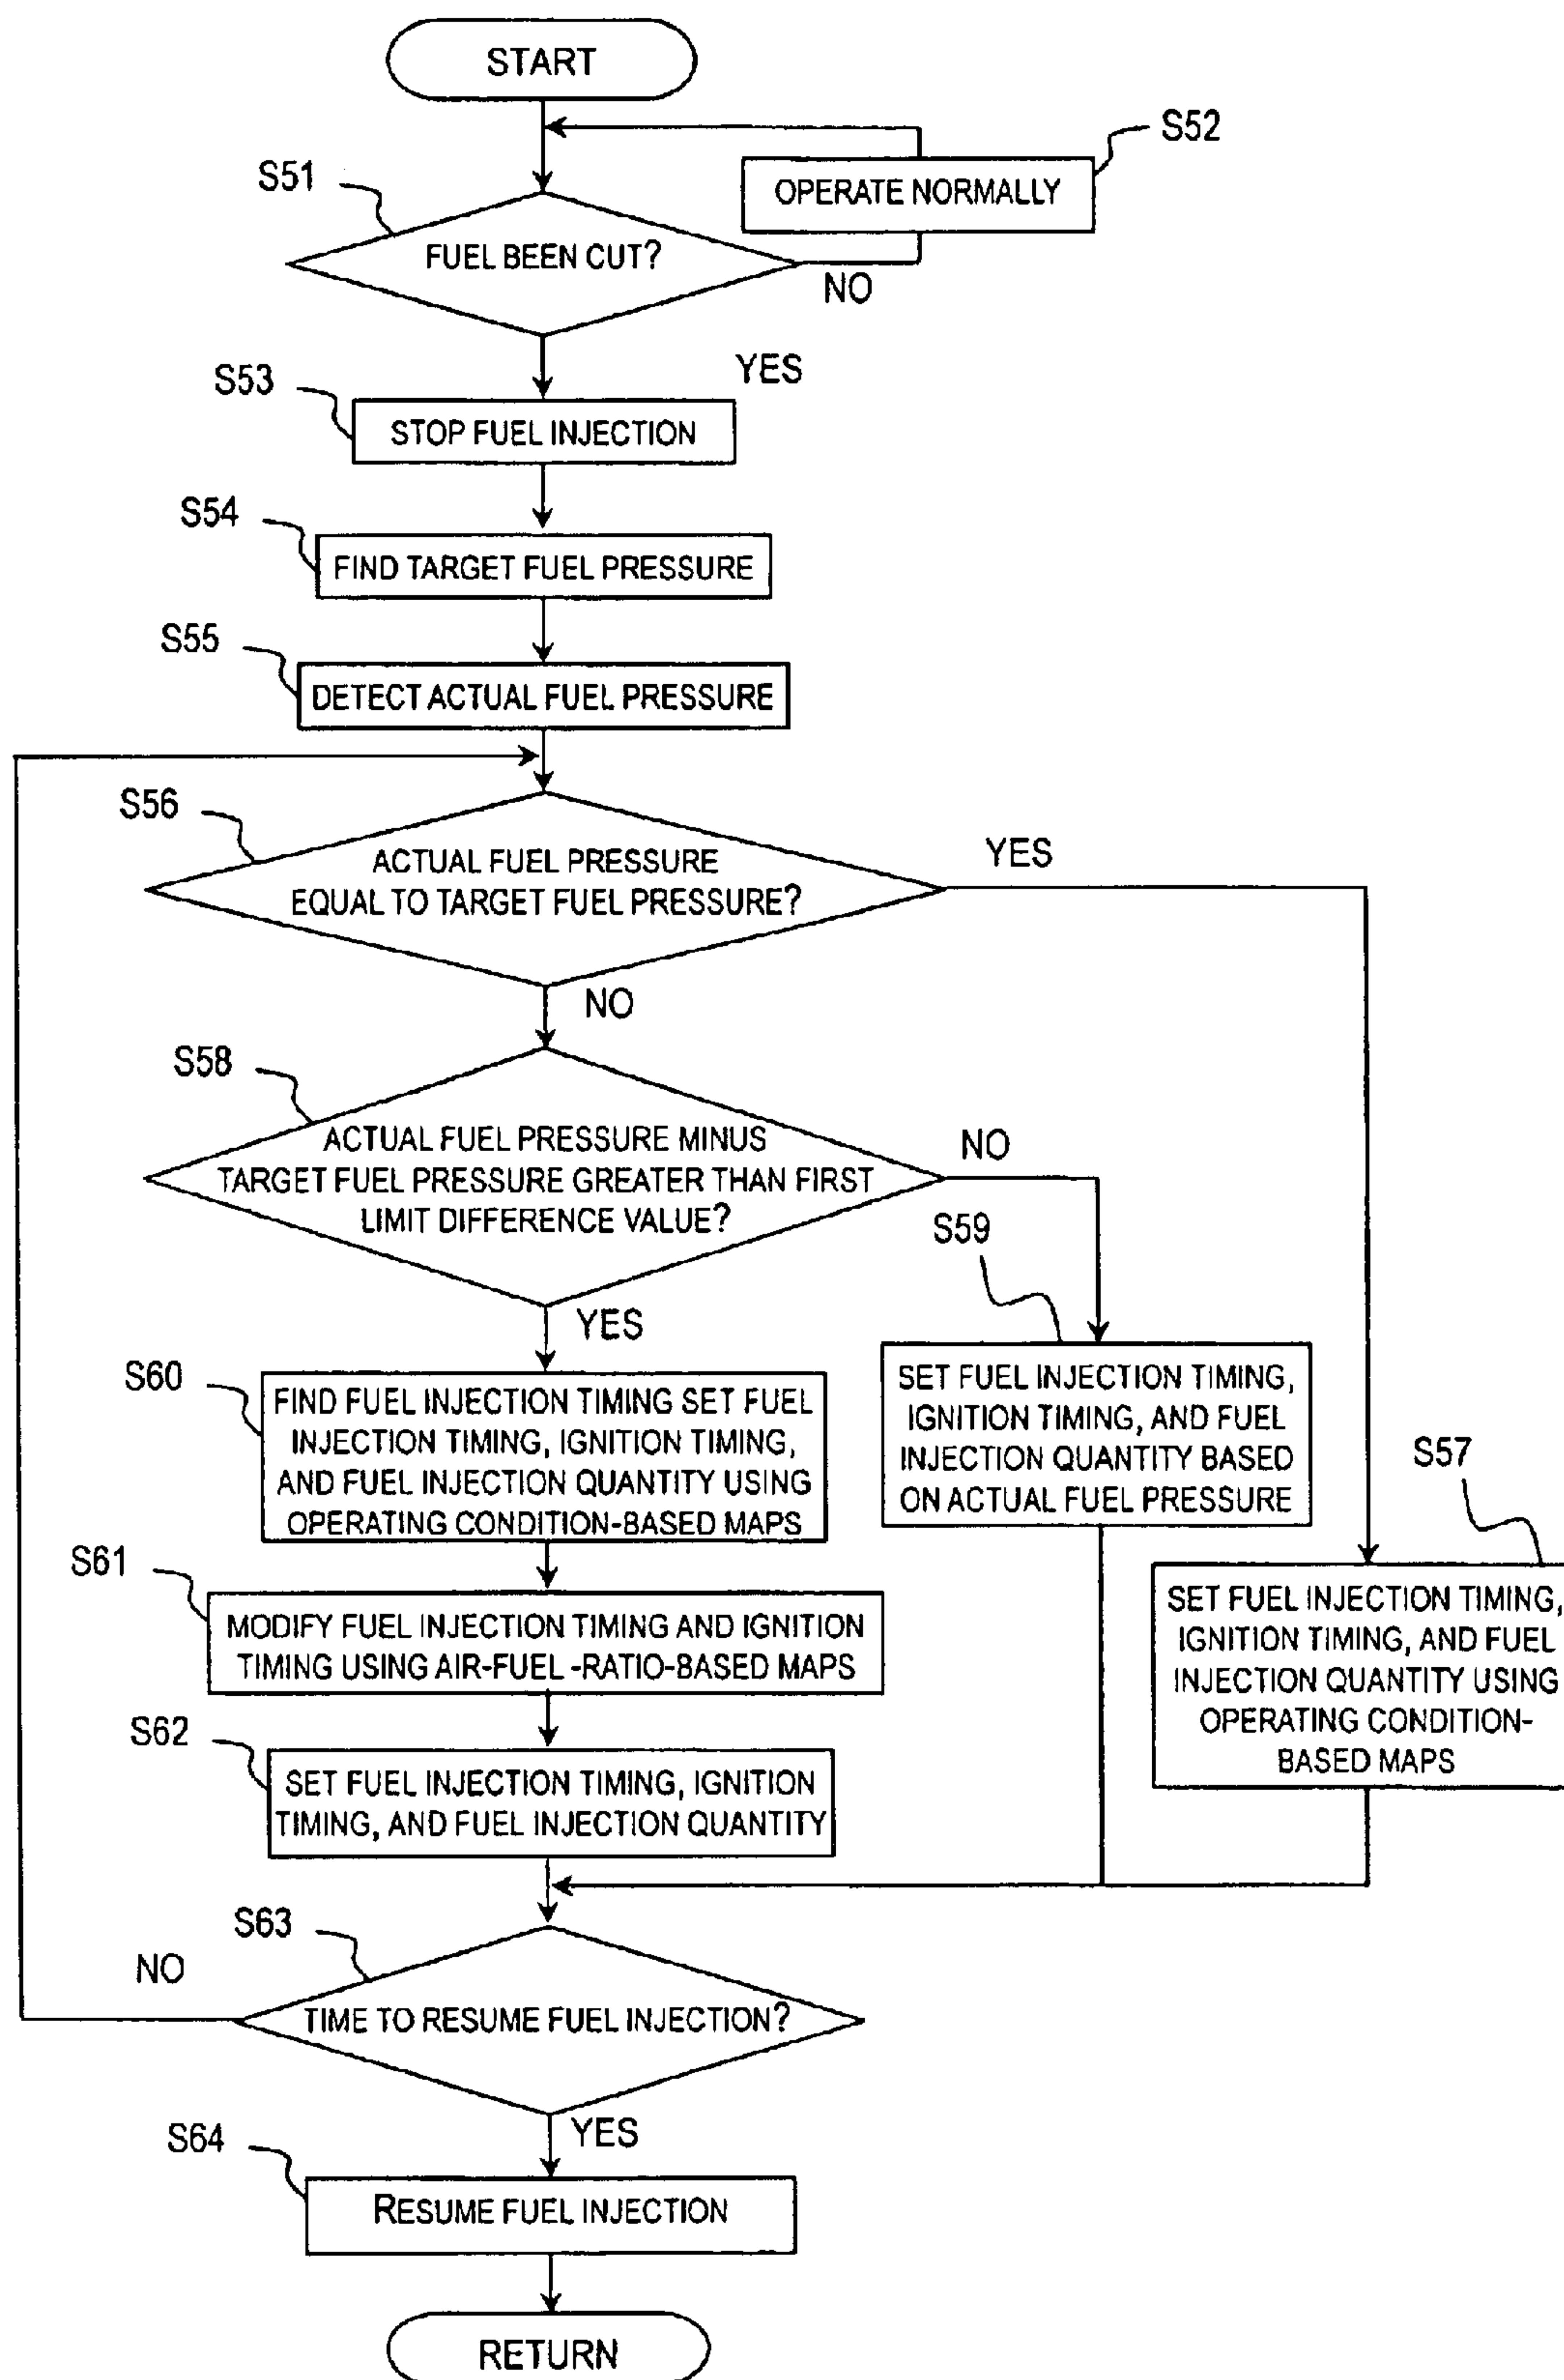 START
S52
OPERATE NORMALLY
S51
FUEL BEEN CUT?
NO
YES
S53
STOP FUEL INJECTION
S54
FIND TARGET FUEL PRESSURE
S55
DETECT ACTUAL FUEL PRESSURE
S56
ACTUAL FUEL PRESSURE
EQUAL TO TARGET FUEL PRESSURE?
YES
NO
S58
ACTUAL FUEL PRESSURE MINUS
TARGET FUEL PRESSURE GREATER THAN FIRST
LIMIT DIFFERENCE VALUE?
NO
YES
S59
SET FUEL INJECTION TIMING,
IGNITION TIMING, AND FUEL
INJECTION QUANTITY BASED
ON ACTUAL FUEL PRESSURE
S57
SET FUEL INJECTION TIMING,
IGNITION TIMING, AND FUEL
INJECTION QUANTITY USING
OPERATING CONDITION-
BASED MAPS
S60
FIND FUEL INJECTION TIMING SET FUEL
INJECTION TIMING, IGNITION TIMING,
AND FUEL INJECTION QUANTITY USING
OPERATING CONDITION-BASED MAPS
S61
MODIFY FUEL INJECTION TIMING AND IGNITION
TIMING USING AIR-FUEL -RATIO-BASED MAPS
S62
SET FUEL INJECTION TIMING, IGNITION
TIMING, AND FUEL INJECTION QUANTITY
S63
NO
TIME TO RESUME FUEL INJECTION?
YES
S64
RESUME FUEL INJECTION
RETURN